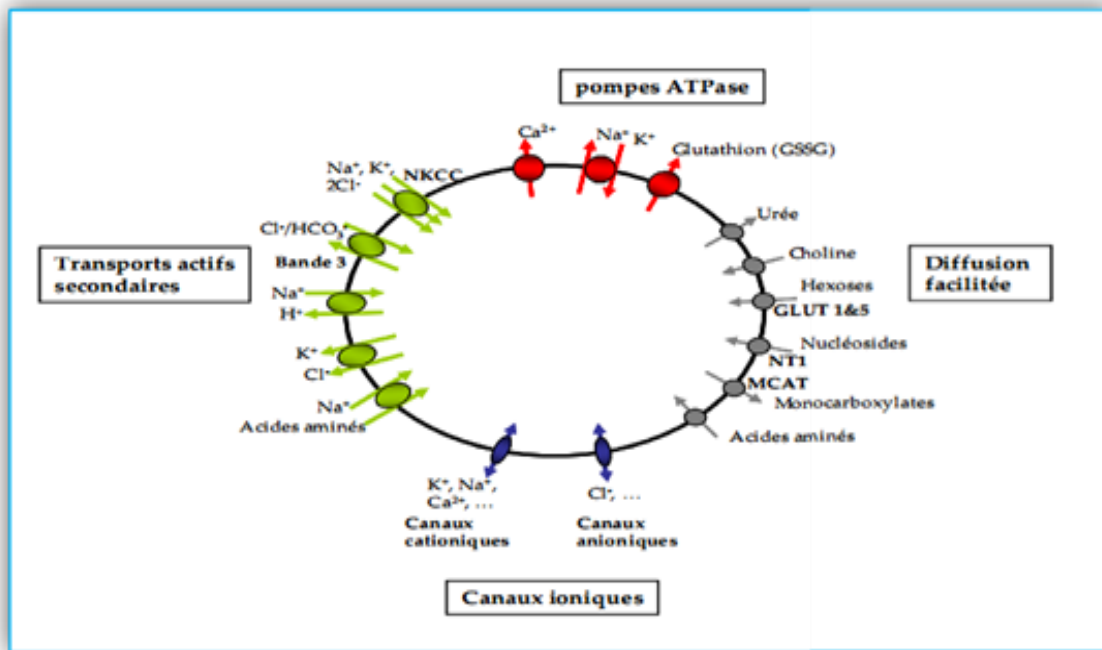 pompes ATPase
Ca²⁺
Na⁺
K⁺
Glutathion (GSSG)
Na⁺, K⁺,
2Cl⁻
NKCC
Cl⁻/HCO₃⁻
Bande 3
Transports actifs
secondaires
Na⁺
H⁺
K⁺
Cl⁻
Na⁺
Acides aminés
Urée
Choline
Hexoses
GLUT 1&5
Nucléosides
NT1
MCAT
Monocarboxylates
Acides aminés
Diffusion
facilitée
K⁺, Na⁺,
Ca²⁺, ...
Canaux
cationiques
Cl⁻, ...
Canaux
anioniques
Canaux ioniques